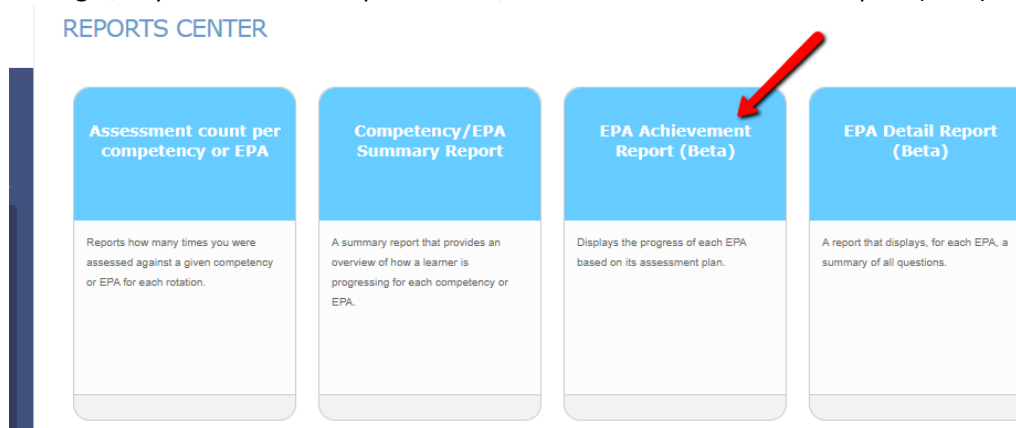 REPORTS CENTER
Assessment count per
competency or EPA
Reports how many times you were
assessed against a given competency
or EPA for each rotation.
Competency/EPA
Summary Report
A summary report that provides an
overview of how a learner is
progressing for each competency or
EPA.
EPA Achievement
Report (Beta)
Displays the progress of each EPA
based on its assessment plan.
EPA Detail Report
(Beta)
A report that displays, for each EPA, a
summary of all questions.